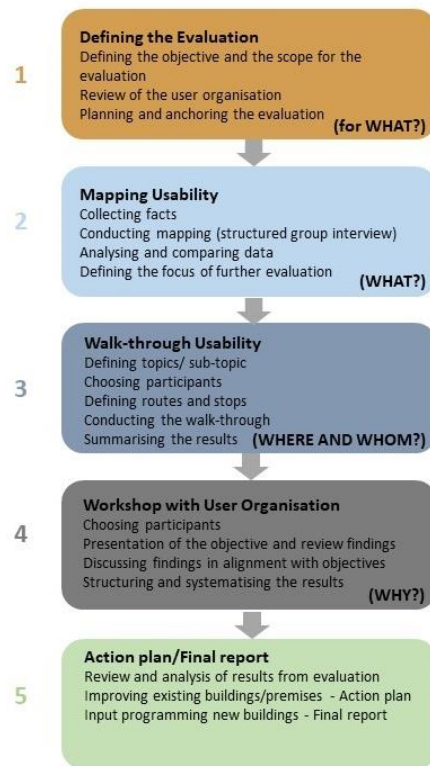 1
Defining the Evaluation
Defining the objective and the scope for the
evaluation
Review of the user organisation
Planning and anchoring the evaluation
(for WHAT?)
2
Mapping Usability
Collecting facts
Conducting mapping (structured group interview)
Analysing and comparing data
Defining the focus of further evaluation
(WHAT?)
3
Walk-through Usability
Defining topics/ sub-topic
Choosing participants
Defining routes and stops
Conducting the walk-through
Summarising the results (WHERE AND WHOM?)
4
Workshop with User Organisation
Choosing participants
Presentation of the objective and review findings
Discussing findings in alignment with objectives
Structuring and systematising the results
(WHY?)
5
Action plan/Final report
Review and analysis of results from evaluation
Improving existing buildings/premises - Action plan
Input programming new buildings - Final report